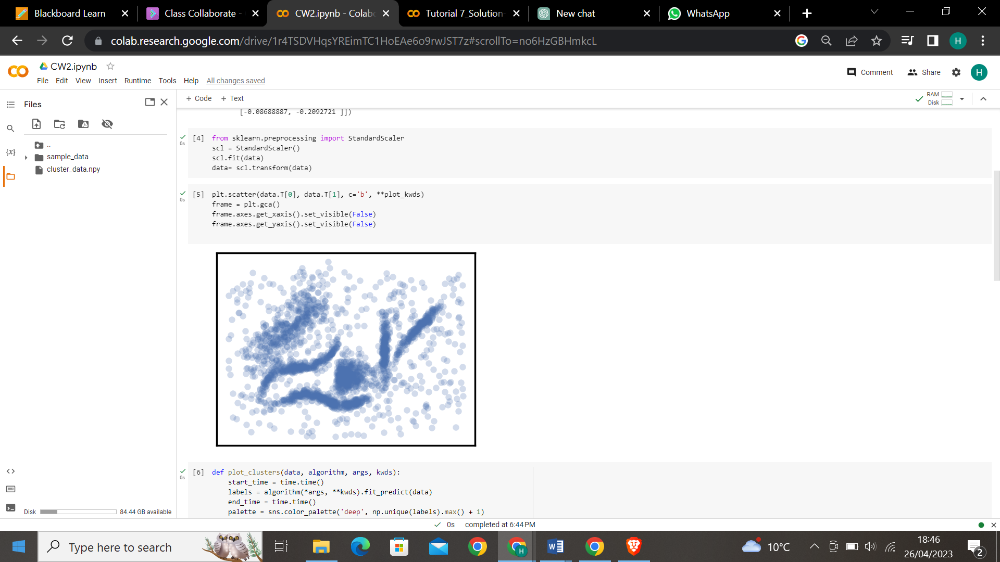 Blackboard Learn
Class Collaborate -
CW2.ipynb - Colab
Tutorial 7_Solution-
New chat
WhatsApp
colab.research.google.com/drive/1r4TSDVHqsYREimTC1HoEAe6o9rwJST7z#scrollTo=no6HzGBHmkcL
H
CW2.ipynb
File Edit View Insert Runtime Tools Help All changes saved
Comment Share H
Files
+ Code + Text
RAM
Disk
[-0.08688887, -0.2092721 ]])
..
sample_data
cluster_data.npy
{x}
0s
[4] from sklearn.preprocessing import StandardScaler
scl = StandardScaler()
scl.fit(data)
data= scl.transform(data)
0s
[5] plt.scatter(data.T[0], data.T[1], c='b', **plot_kwds)
frame = plt.gca()
frame.axes.get_xaxis().set_visible(False)
frame.axes.get_yaxis().set_visible(False)
0s
[6] def plot_clusters(data, algorithm, args, kwds):
start_time = time.time()
labels = algorithm(*args, **kwds).fit_predict(data)
end_time = time.time()
palette = sns.color_palette('deep', np.unique(labels).max() + 1)
Disk 84.44 GB available
0s completed at 6:44 PM
Type here to search
H
10°C
18:46
26/04/2023
2